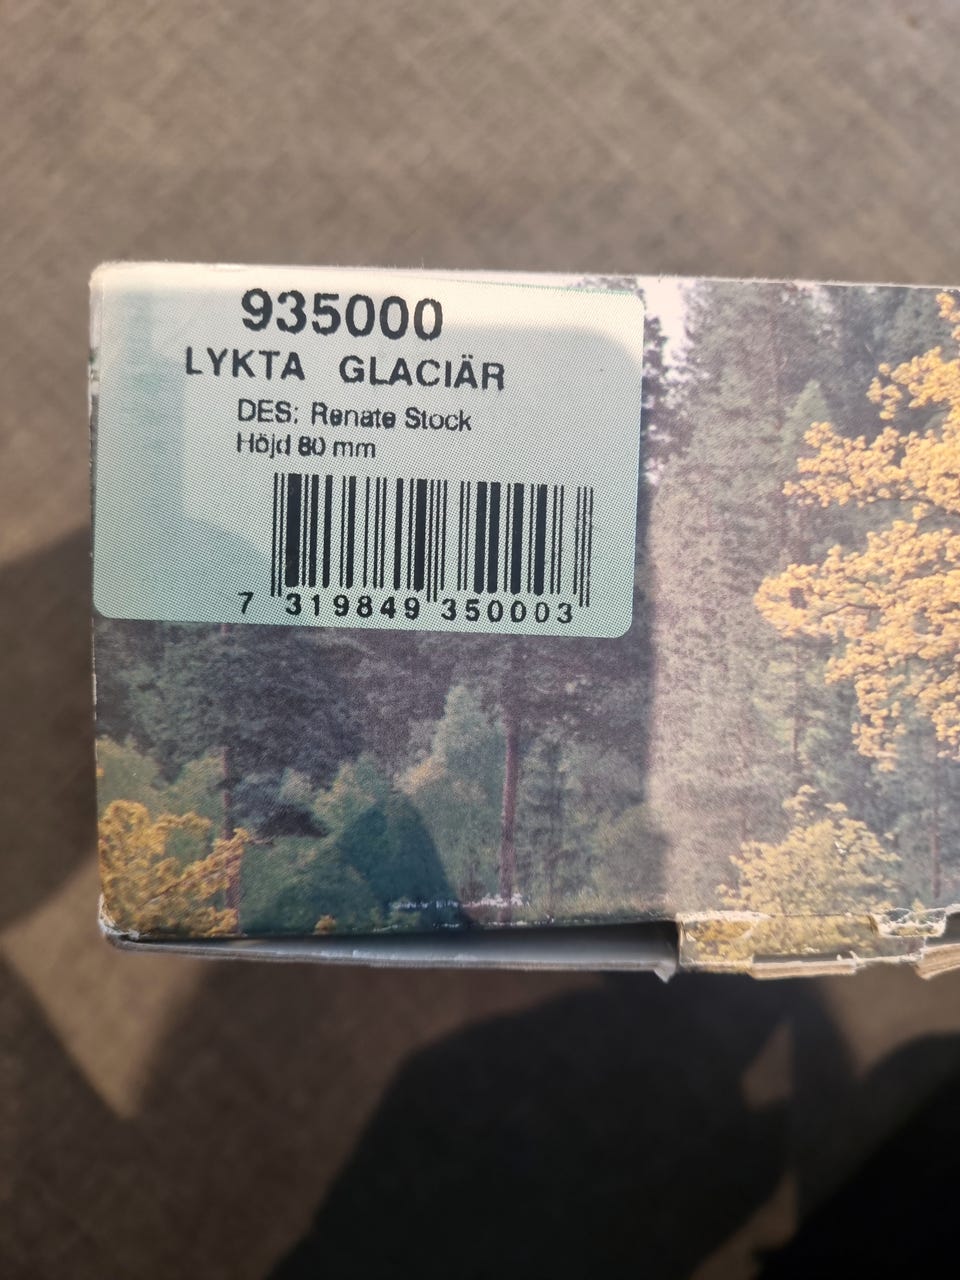 935000
LYKTA GLACIÄR
DES: Renate Stock
Höjd 80 mm
7 319849 350003